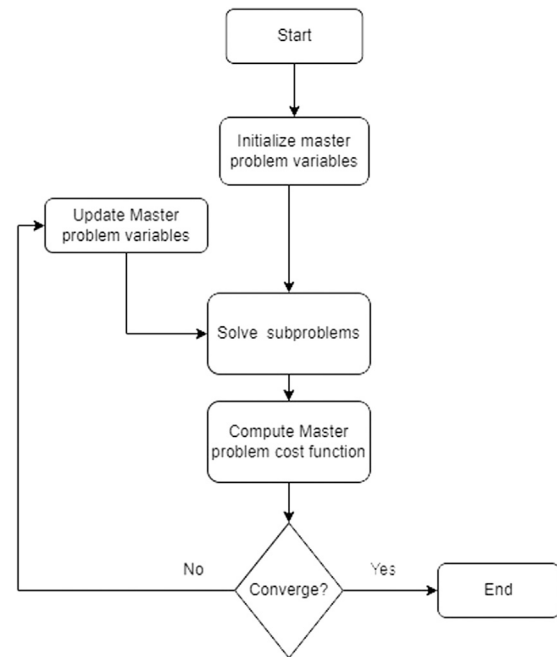 Start
Initialize master
problem variables
Update Master
problem variables
Solve subproblems
Compute Master
problem cost function
No
Converge?
Yes
End